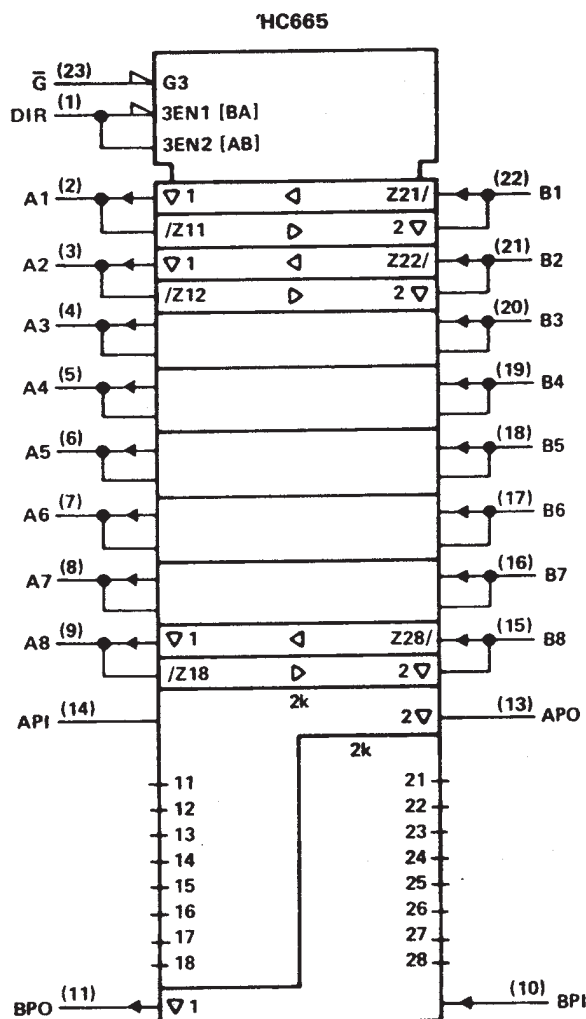 'HC665
G̅ (23) G3
DIR (1) 3EN1 [BA]
3EN2 [AB]
A1 (2) ▽ 1 ◁ Z21/ (22) B1
/Z11 ▷ 2 ▽
A2 (3) ▽ 1 ◁ Z22/ (21) B2
/Z12 ▷ 2 ▽
A3 (4) (20) B3
A4 (5) (19) B4
A5 (6) (18) B5
A6 (7) (17) B6
A7 (8) (16) B7
A8 (9) ▽ 1 ◁ Z28/ (15) B8
/Z18 ▷ 2 ▽
2k
API (14) 2 ▽ (13) APO
2k
11 21
12 22
13 23
14 24
15 25
16 26
17 27
18 28
BPO (11) ▽ 1 (10) BPI